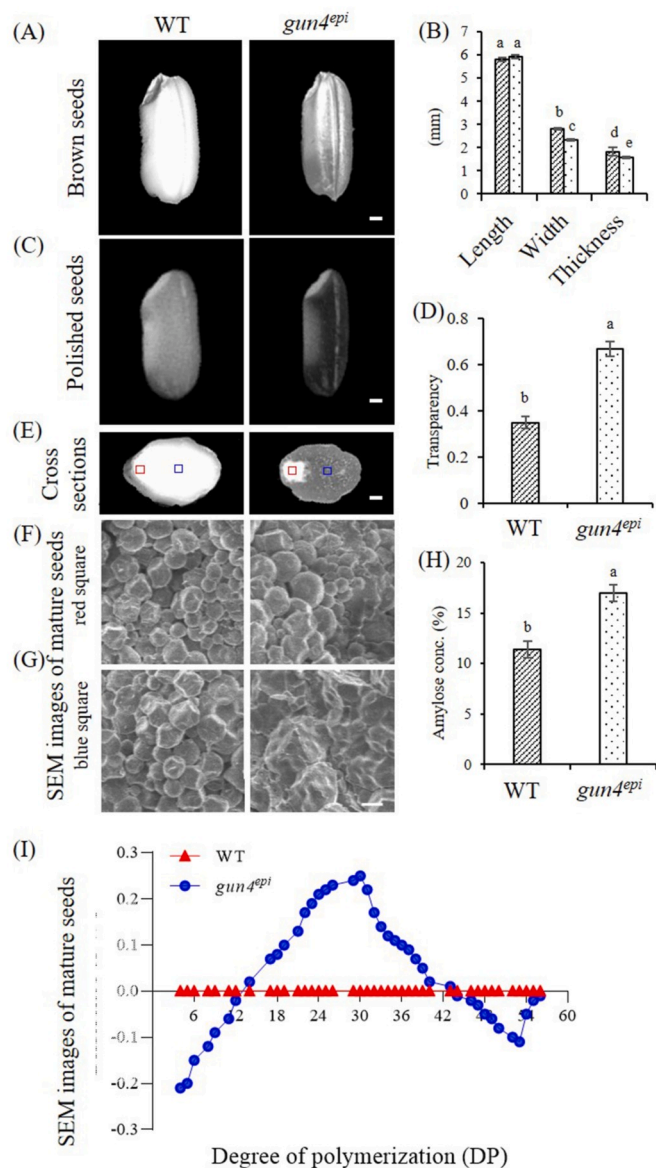 (A)
WT
gun4epi
Brown seeds
(B)
(mm)
7
6
5
4
3
2
1
0
a a
b
c
d
e
Length
Width
Thickness
(C)
Polished seeds
(D)
Transparency
0.8
0.6
0.4
0.2
0
b
a
WT
gun4epi
(E)
Cross
sections
(F)
(G)
SEM images of mature seeds
red square
blue square
(H)
Amylose conc. (%)
20
15
10
5
0
b
a
WT
gun4epi
(I)
SEM images of mature seeds
0.3
0.2
0.1
0.0
-0.1
-0.2
-0.3
WT
gun4epi
6 12 18 24 30 36 42 48 54 60
Degree of polymerization (DP)